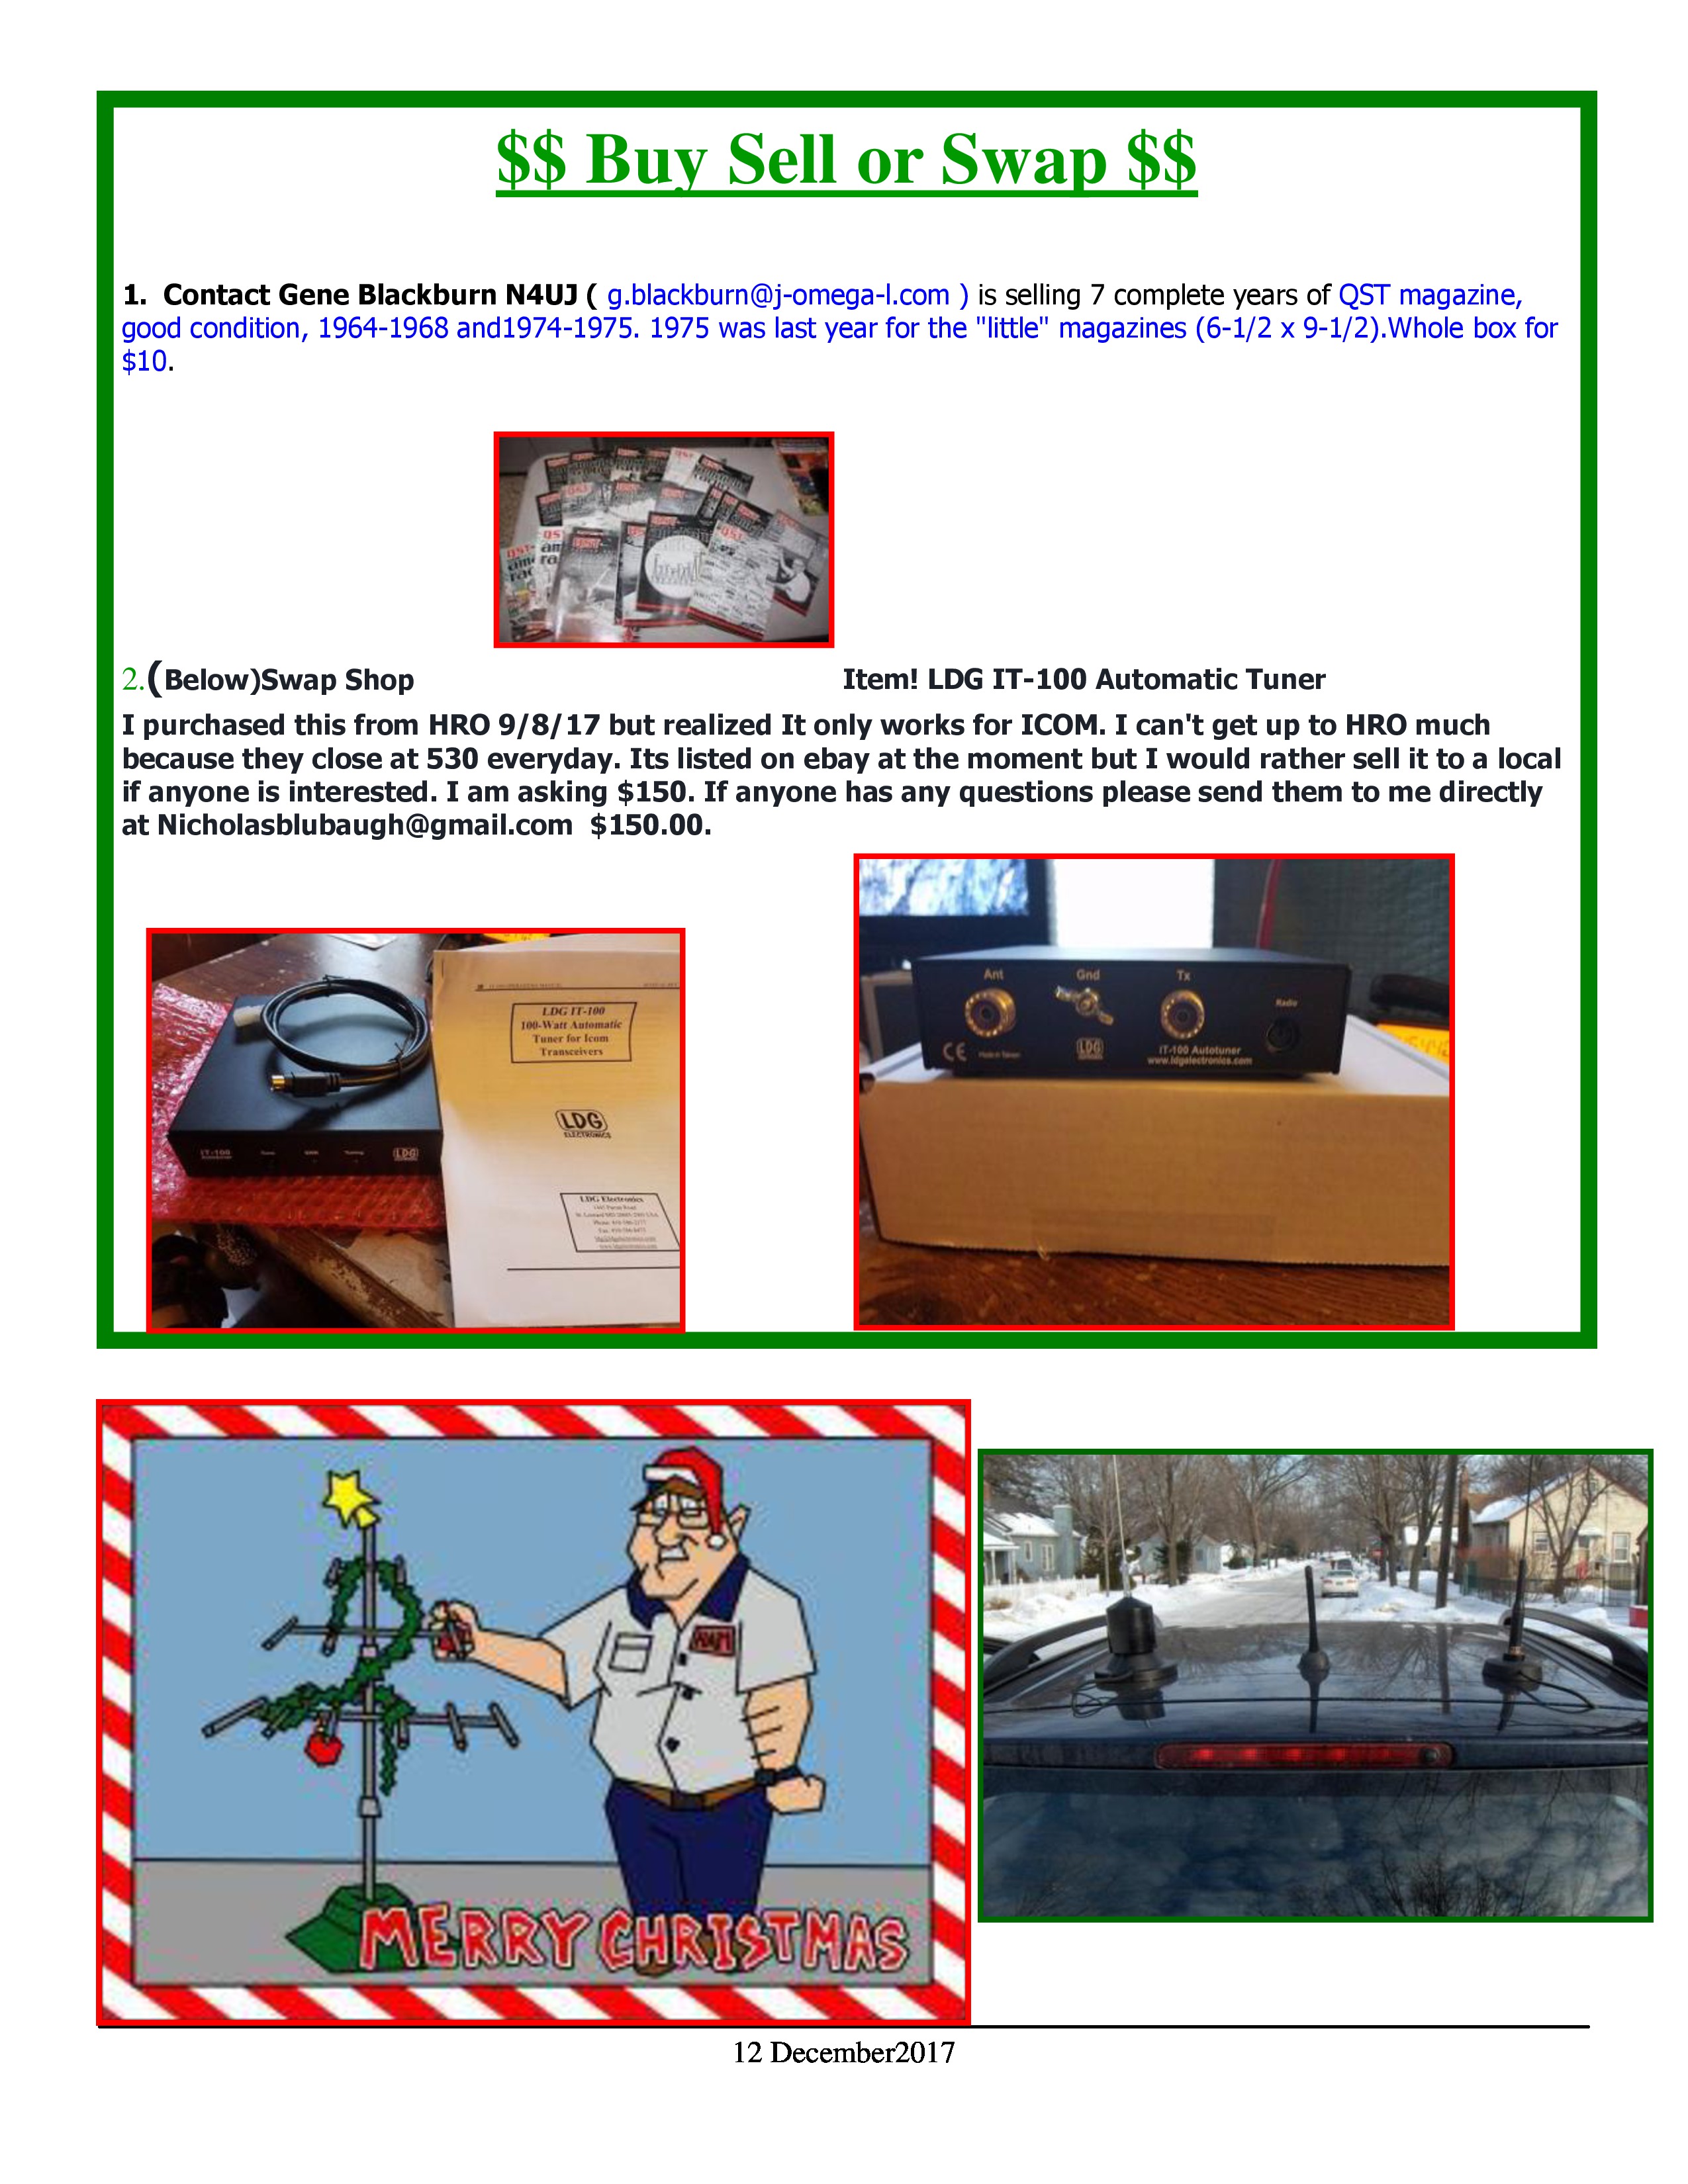 $$ Buy Sell or Swap $$
1. Contact Gene Blackburn N4UJ ( g.blackburn@j-omega-l.com ) is selling 7 complete years of QST magazine,
good condition, 1964-1968 and1974-1975. 1975 was last year for the "little" magazines (6-1/2 x 9-1/2).Whole box for
$10.
2.(Below)Swap Shop Item! LDG IT-100 Automatic Tuner
I purchased this from HRO 9/8/17 but realized It only works for ICOM. I can't get up to HRO much
because they close at 530 everyday. Its listed on ebay at the moment but I would rather sell it to a local
if anyone is interested. I am asking $150. If anyone has any questions please send them to me directly
at Nicholasblubaugh@gmail.com $150.00.
LDG IT-100
100-Watt Automatic
Tuner for Icom
Transceivers
LDG
ELECTRONICS
LDG Electronics
IT-100
LDG
Ant Gnd Tx
Radio
CE Made in Taiwan LDG
IT-100 Autotuner
www.ldgelectronics.com
HAM
MERRY CHRISTMAS
12 December2017